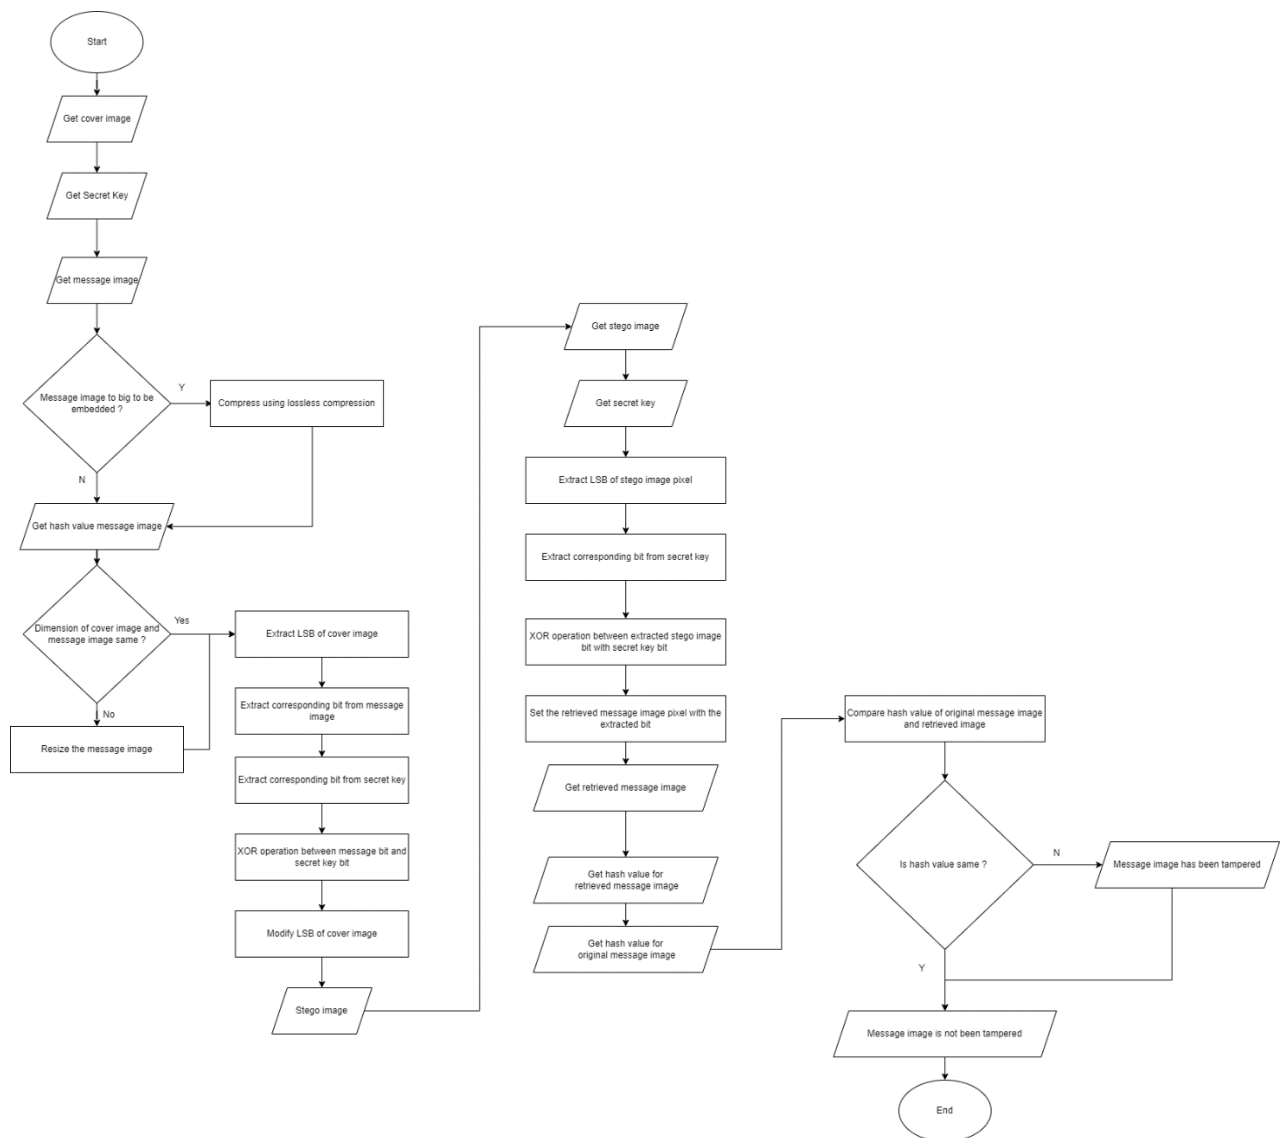 Start
Get cover image
Get Secret Key
Get message image
Message image to big to be
embedded ?
Y
Compress using lossless compression
N
Get hash value message image
Dimension of cover image and
message image same ?
Yes
No
Resize the message image
Extract LSB of cover image
Extract corresponding bit from message
image
Extract corresponding bit from secret key
XOR operation between message bit and
secret key bit
Modify LSB of cover image
Stego image
Get stego image
Get secret key
Extract LSB of stego image pixel
Extract corresponding bit from secret key
XOR operation between extracted stego image
bit with secret key bit
Set the retrieved message image pixel with the
extracted bit
Get retrieved message image
Get hash value for
retrieved message image
Get hash value for
original message image
Compare hash value of original message image
and retrieved image
Is hash value same ?
N
Message image has been tampered
Y
Message image is not been tampered
End